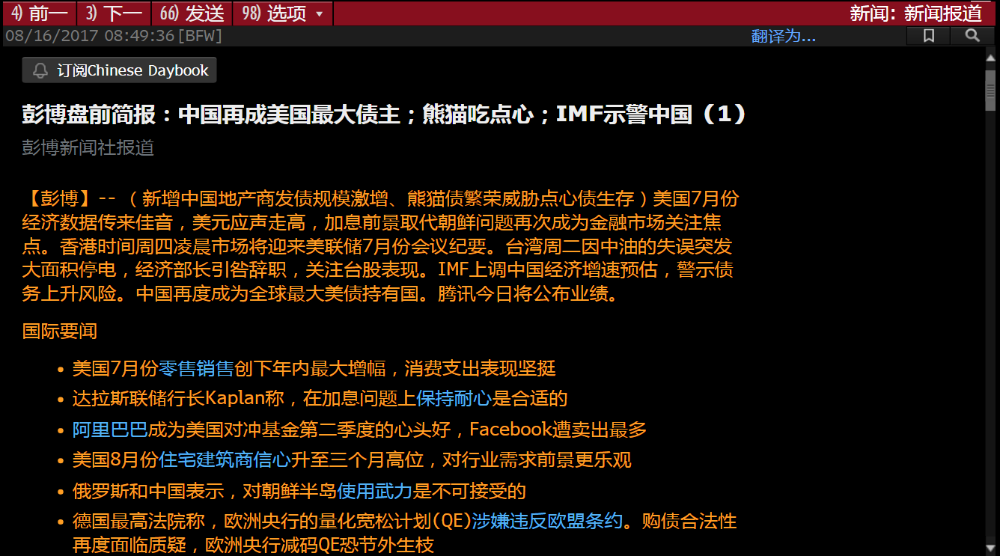 4) 前一 3) 下一 66) 发送 98) 选项 新闻: 新闻报道
08/16/2017 08:49:36 [BFW] 翻译为...
订阅Chinese Daybook
彭博盘前简报：中国再成美国最大债主；熊猫吃点心；IMF示警中国（1）
彭博新闻社报道
【彭博】-- （新增中国地产商发债规模激增、熊猫债繁荣威胁点心债生存）美国7月份
经济数据传来佳音，美元应声走高，加息前景取代朝鲜问题再次成为金融市场关注焦
点。香港时间周四凌晨市场将迎来美联储7月份会议纪要。台湾周二因中油的失误突发
大面积停电，经济部长引咎辞职，关注台股表现。IMF上调中国经济增速预估，警示债
务上升风险。中国再度成为全球最大美债持有国。腾讯今日将公布业绩。
国际要闻
• 美国7月份零售销售创下年内最大增幅，消费支出表现坚挺
• 达拉斯联储行长Kaplan称，在加息问题上保持耐心是合适的
• 阿里巴巴成为美国对冲基金第二季度的心头好，Facebook遭卖出最多
• 美国8月份住宅建筑商信心升至三个月高位，对行业需求前景更乐观
• 俄罗斯和中国表示，对朝鲜半岛使用武力是不可接受的
• 德国最高法院称，欧洲央行的量化宽松计划(QE)涉嫌违反欧盟条约。购债合法性
再度面临质疑，欧洲央行减码QE恐节外生枝